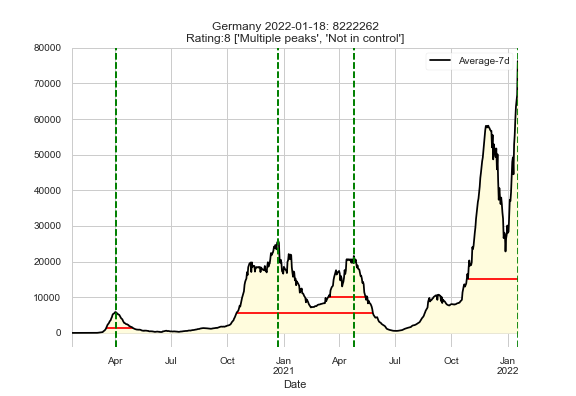 Germany 2022-01-18: 8222262
Rating:8 ['Multiple peaks', 'Not in control']
Average-7d
80000
70000
60000
50000
40000
30000
20000
10000
0
Apr
Jul
Oct
Jan
2021
Apr
Jul
Oct
Jan
2022
Date